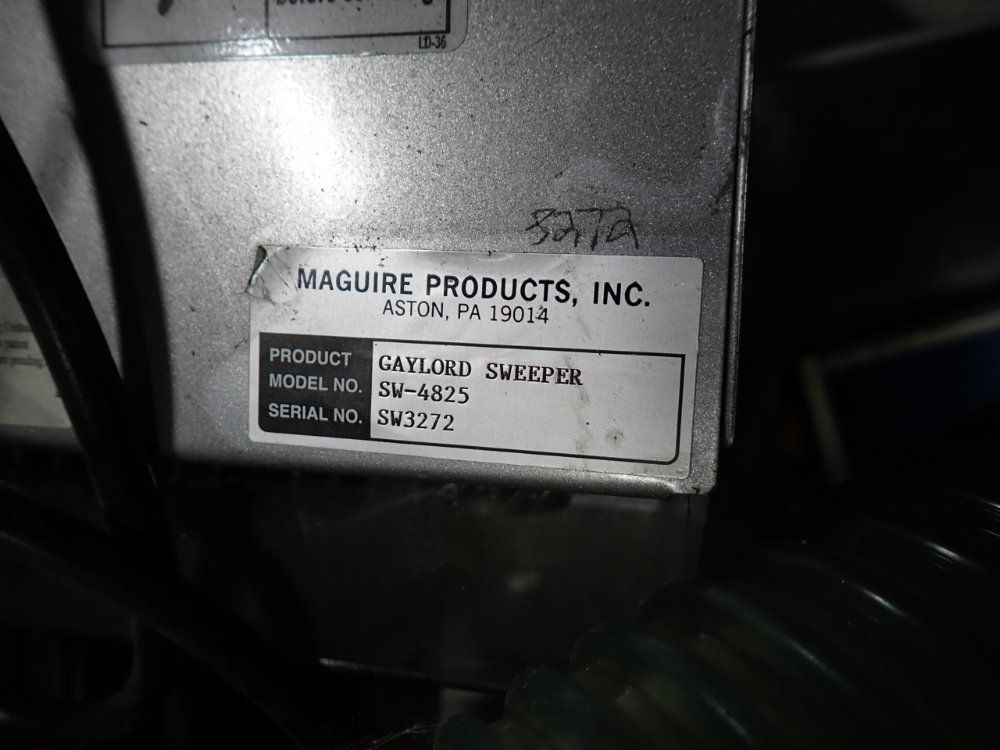 LD-36
3272
MAGUIRE PRODUCTS, INC.
ASTON, PA 19014
PRODUCT GAYLORD SWEEPER
MODEL NO. SW-4825
SERIAL NO. SW3272